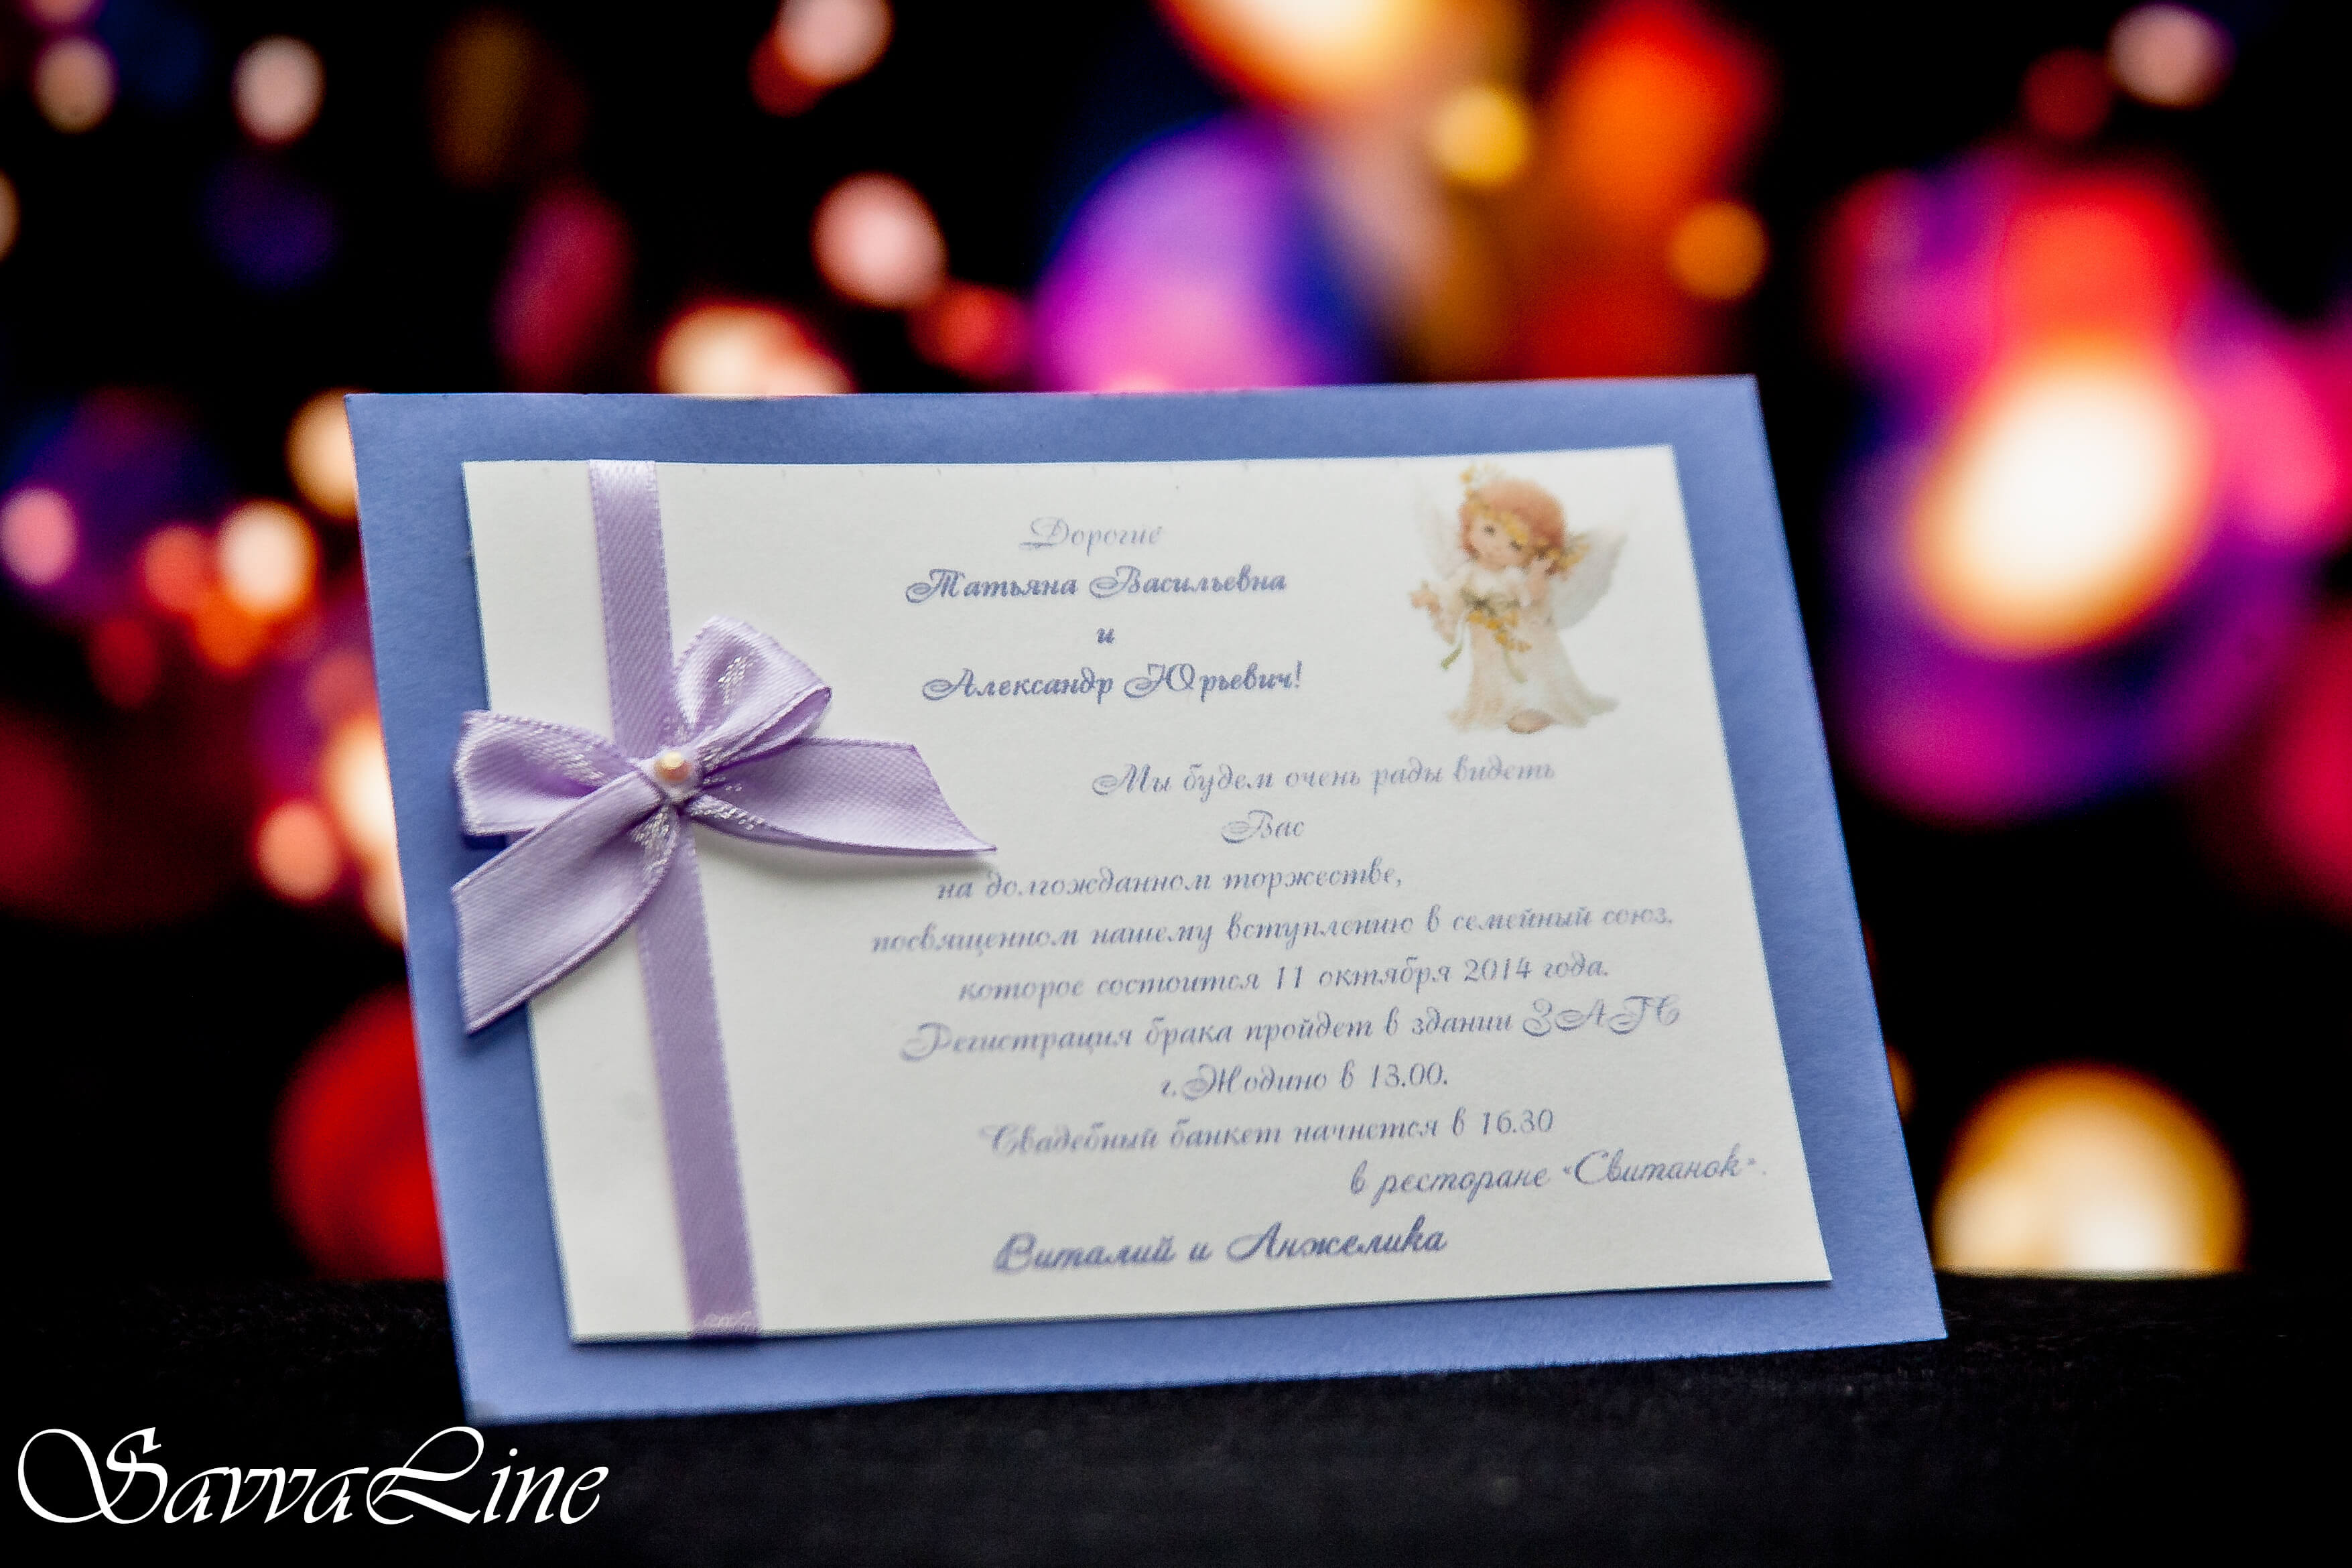 Дорогие
Татьяна Васильевна
и
Александр Юрьевич!
Мы будем очень рады видеть
Вас
на долгожданном торжестве,
посвященном нашему вступлению в семейный союз,
которое состоится 11 октября 2014 года.
Регистрация брака пройдет в здании ЗАГС
г.Жодино в 13.00.
Свадебный банкет начнется в 16.30
в ресторане «Свитанок».
Виталий и Анжелика
SavvaLine